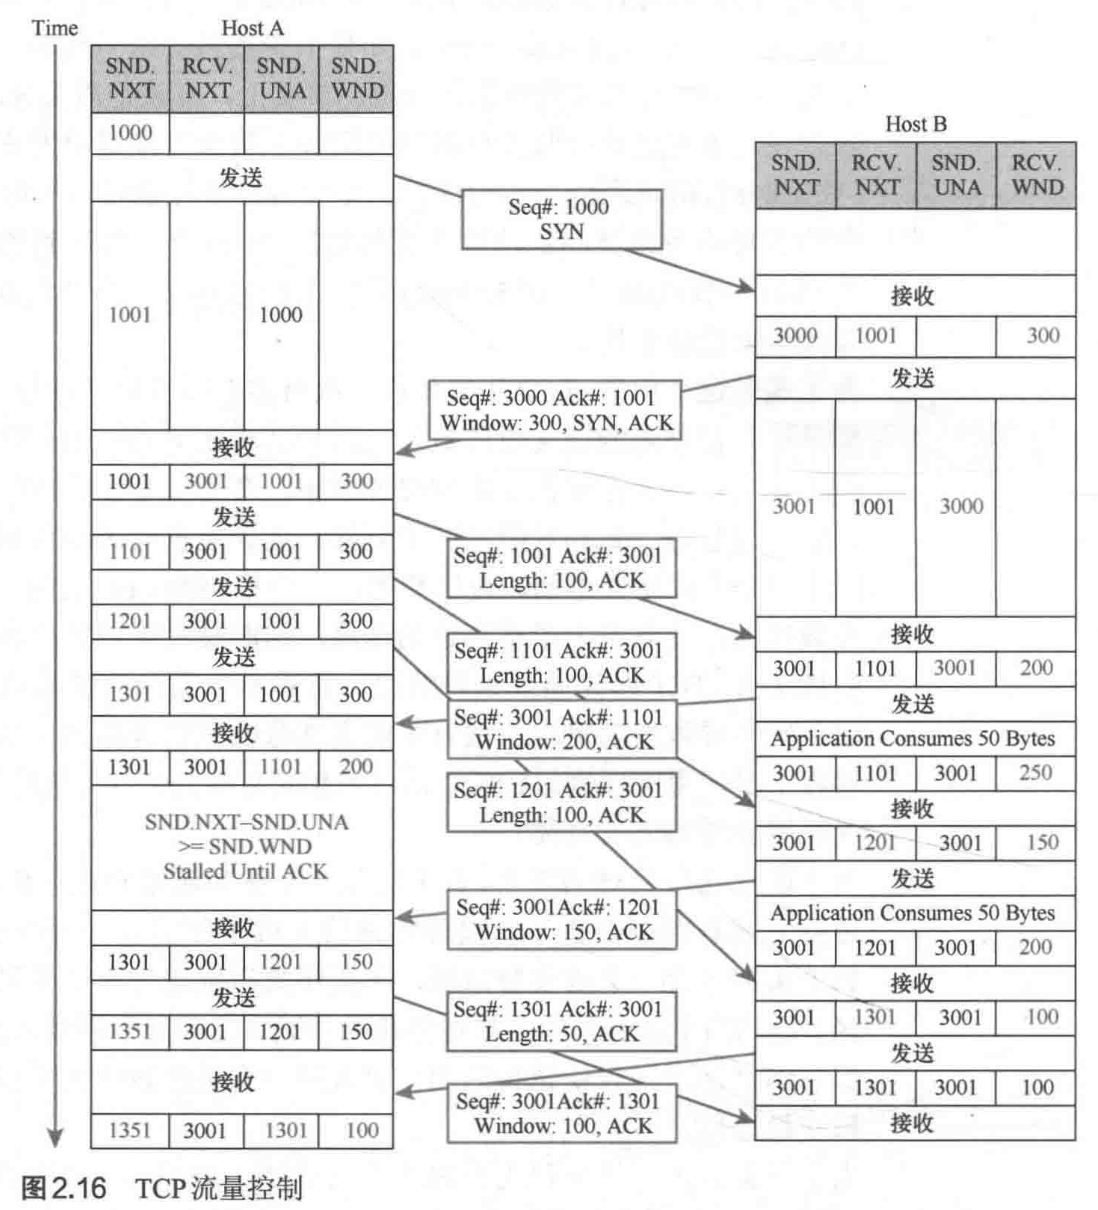 Time
Host A
SND. NXT RCV. NXT SND. UNA SND. WND
1000
发送
1001 1000
接收
1001 3001 1001 300
发送
1101 3001 1001 300
发送
1201 3001 1001 300
发送
1301 3001 1001 300
接收
1301 3001 1101 200
SND.NXT–SND.UNA
>= SND.WND
Stalled Until ACK
接收
1301 3001 1201 150
发送
1351 3001 1201 150
接收
1351 3001 1301 100
Seq#: 1000
SYN
Seq#: 3000 Ack#: 1001
Window: 300, SYN, ACK
Seq#: 1001 Ack#: 3001
Length: 100, ACK
Seq#: 1101 Ack#: 3001
Length: 100, ACK
Seq#: 3001 Ack#: 1101
Window: 200, ACK
Seq#: 1201 Ack#: 3001
Length: 100, ACK
Seq#: 3001Ack#: 1201
Window: 150, ACK
Seq#: 1301 Ack#: 3001
Length: 50, ACK
Seq#: 3001Ack#: 1301
Window: 100, ACK
Host B
SND. NXT RCV. NXT SND. UNA RCV. WND
接收
3000 1001 300
发送
3001 1001 3000
接收
3001 1101 3001 200
发送
Application Consumes 50 Bytes
3001 1101 3001 250
接收
3001 1201 3001 150
发送
Application Consumes 50 Bytes
3001 1201 3001 200
接收
3001 1301 3001 100
发送
3001 1301 3001 100
接收
图2.16 TCP流量控制